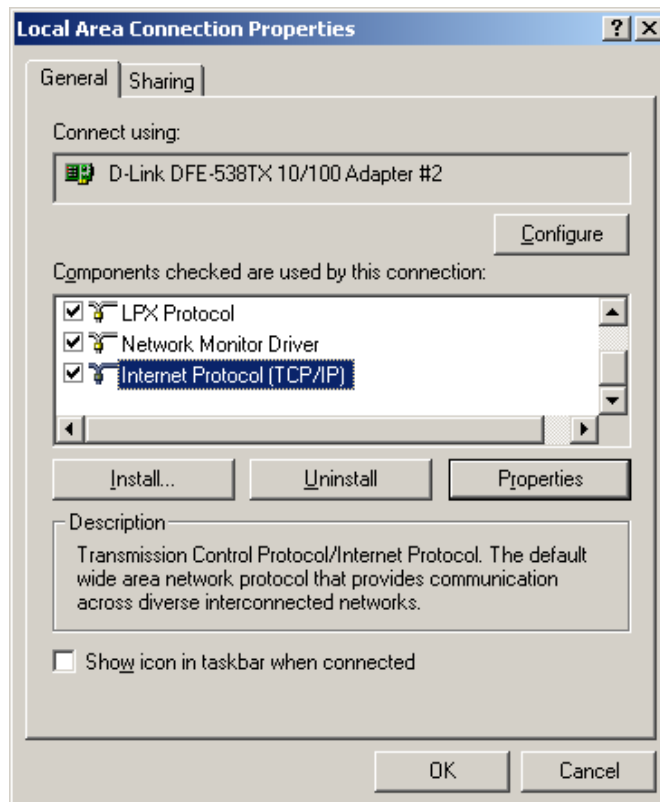 Local Area Connection Properties
General
Sharing
Connect using:
D-Link DFE-538TX 10/100 Adapter #2
Configure
Components checked are used by this connection:
LPX Protocol
Network Monitor Driver
Internet Protocol (TCP/IP)
Install... Uninstall Properties
Description
Transmission Control Protocol/Internet Protocol. The default
wide area network protocol that provides communication
across diverse interconnected networks.
Show icon in taskbar when connected
OK Cancel